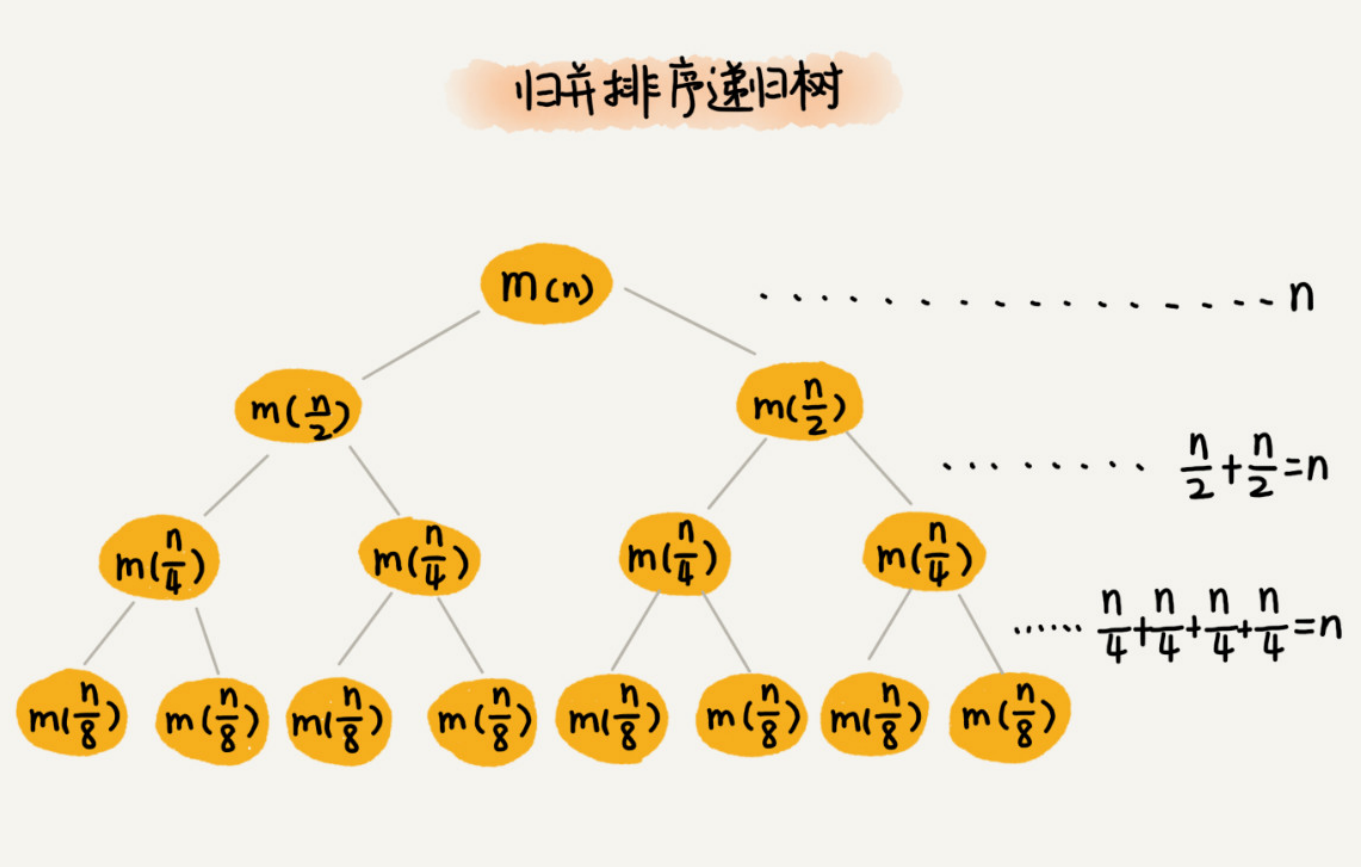 归并排序递归树
m(n) ................ n
m(n/2) m(n/2)
........ n/2+n/2=n
m(n/4) m(n/4) m(n/4) m(n/4)
...... n/4+n/4+n/4+n/4=n
m(n/8) m(n/8) m(n/8) m(n/8) m(n/8) m(n/8) m(n/8) m(n/8)